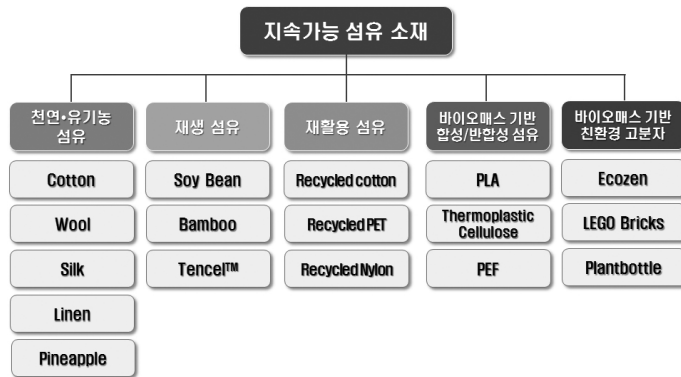 지속가능 섬유 소재
천연•유기농
섬유
재생 섬유
재활용 섬유
바이오매스 기반
합성/반합성 섬유
바이오매스 기반
친환경 고분자
Cotton
Wool
Silk
Linen
Pineapple
Soy Bean
Bamboo
Tencel™
Recycled cotton
Recycled PET
Recycled Nylon
PLA
Thermoplastic
Cellulose
PEF
Ecozen
LEGO Bricks
Plantbottle